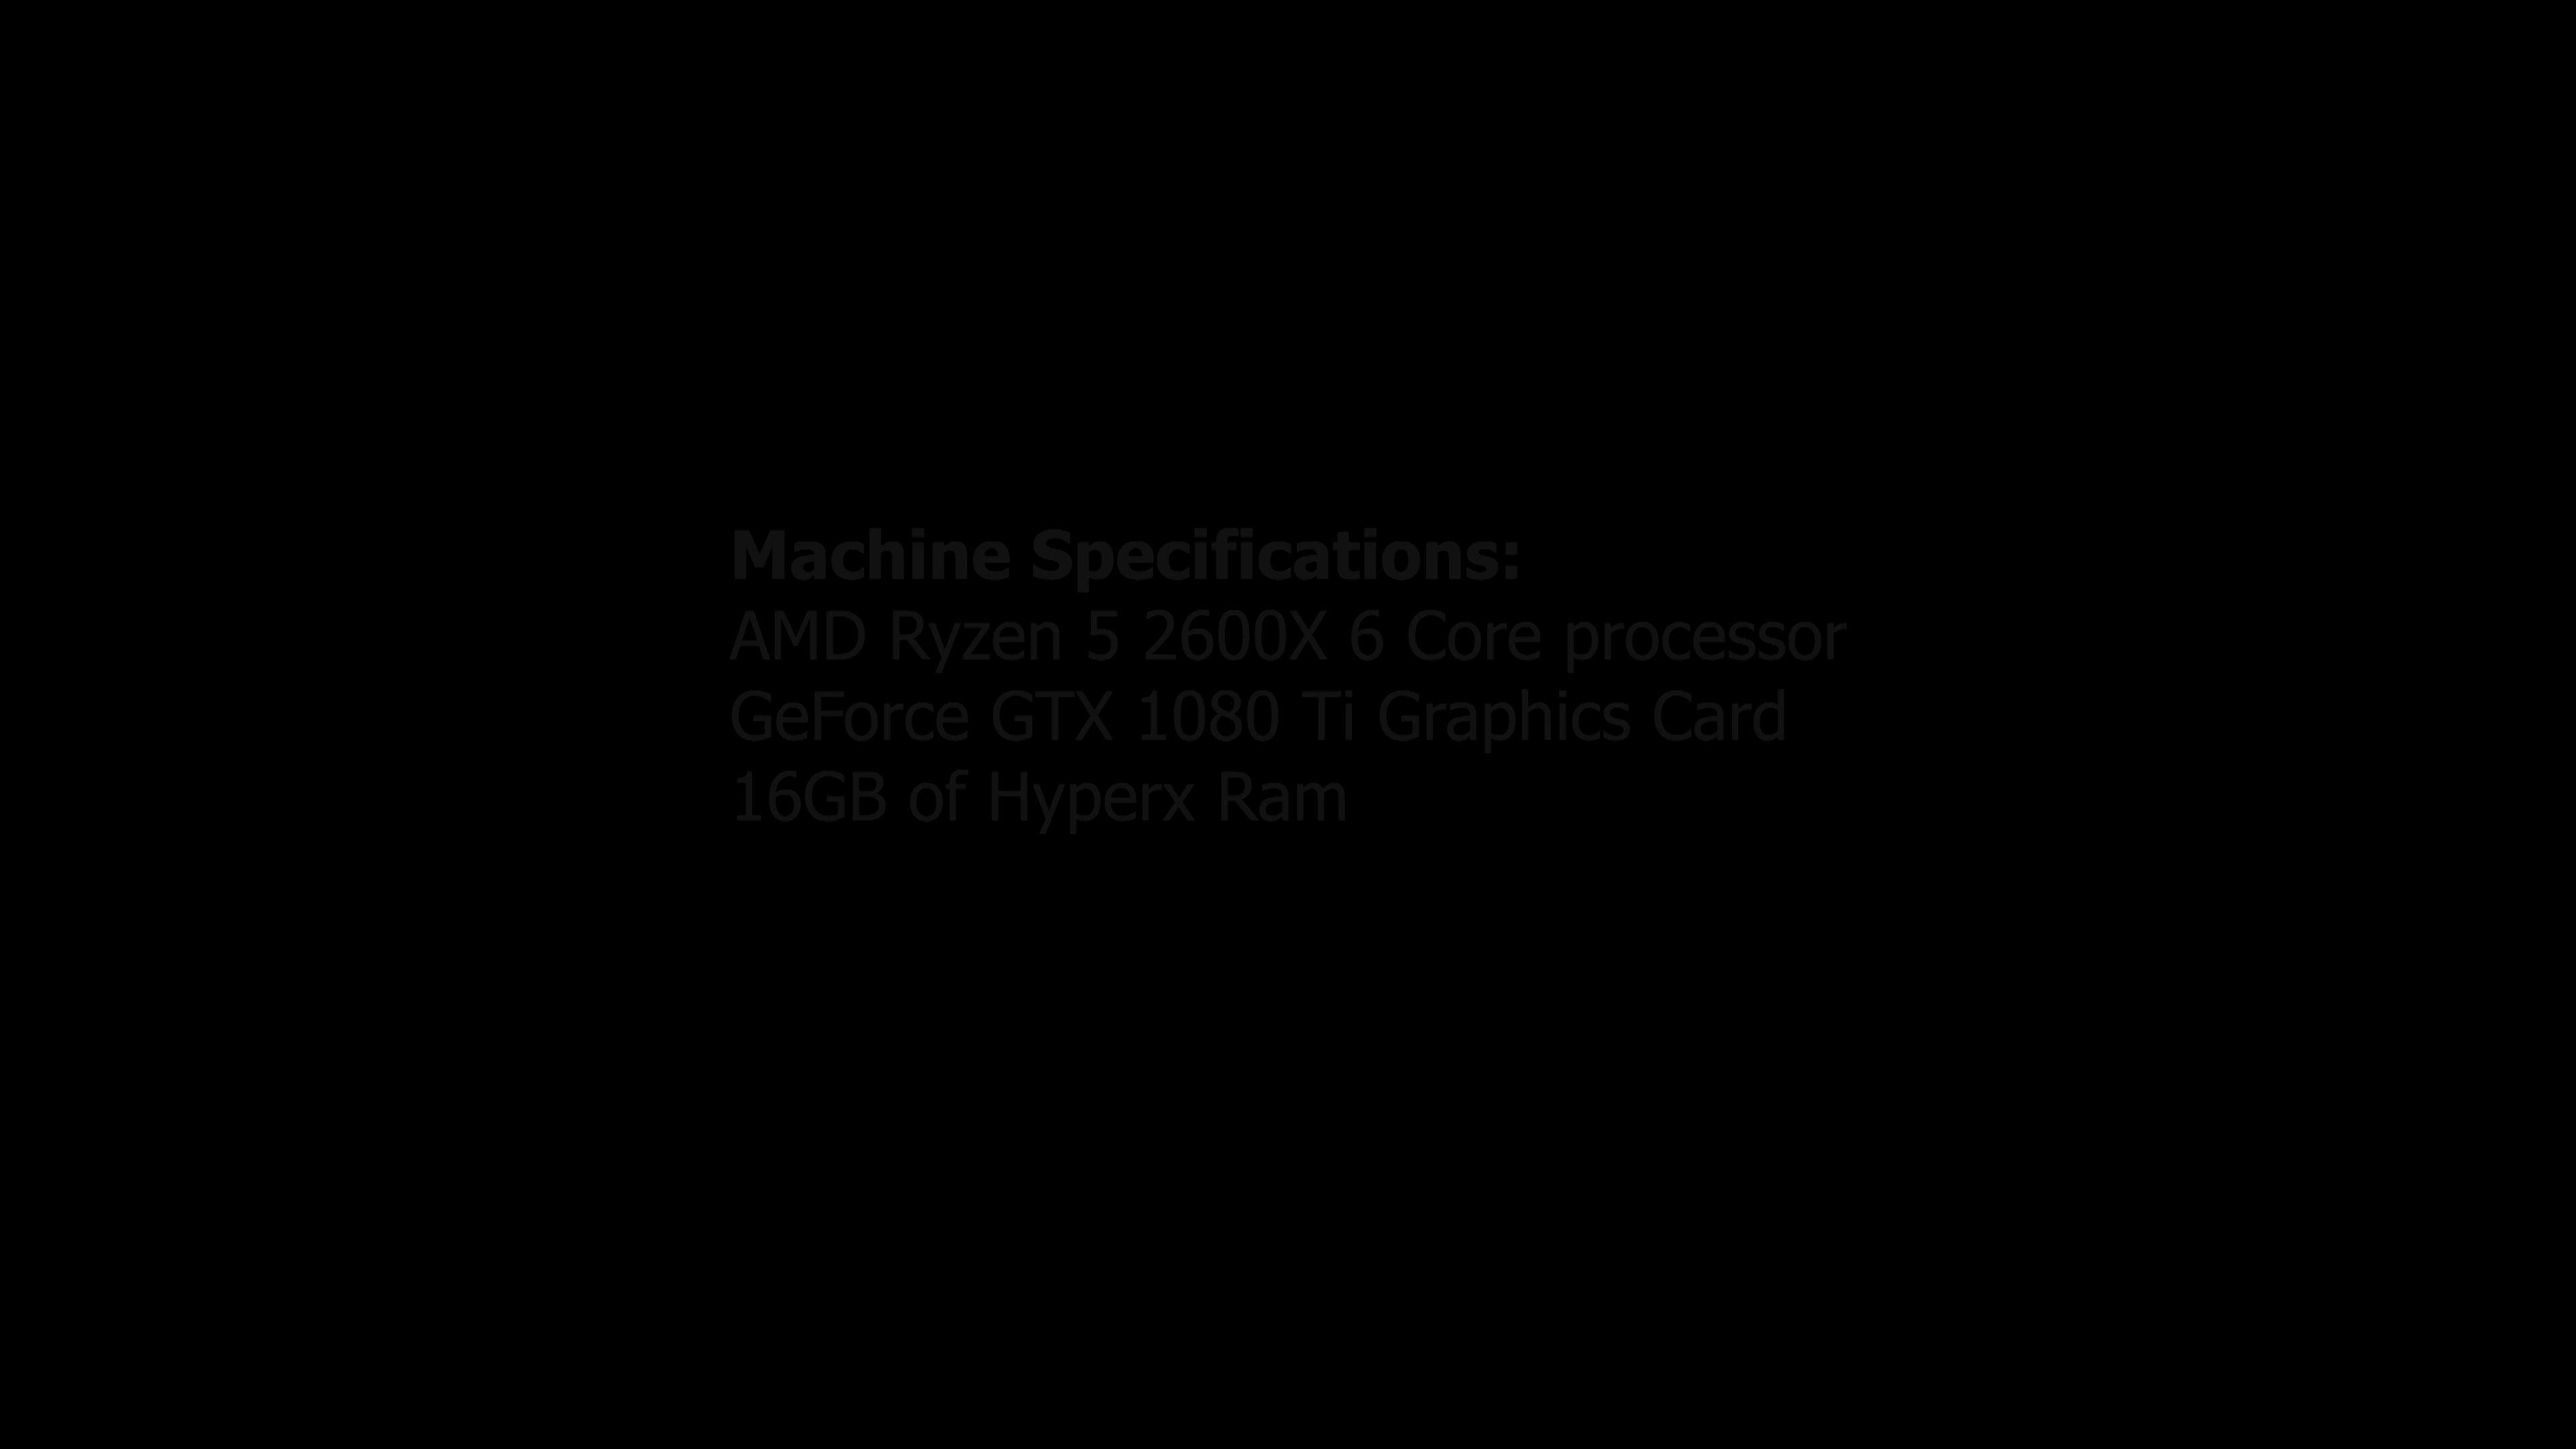 Machine Specifications:
AMD Ryzen 5 2600X 6 Core processor
GeForce GTX 1080 Ti Graphics Card
16GB of Hyperx Ram